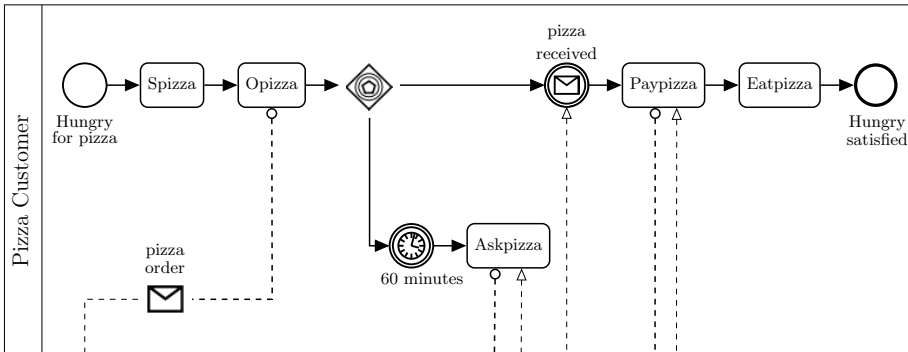 Pizza Customer
pizza
received
Spizza
Opizza
Paypizza
Eatpizza
Hungry
for pizza
Hungry
satisfied
Askpizza
60 minutes
pizza
order